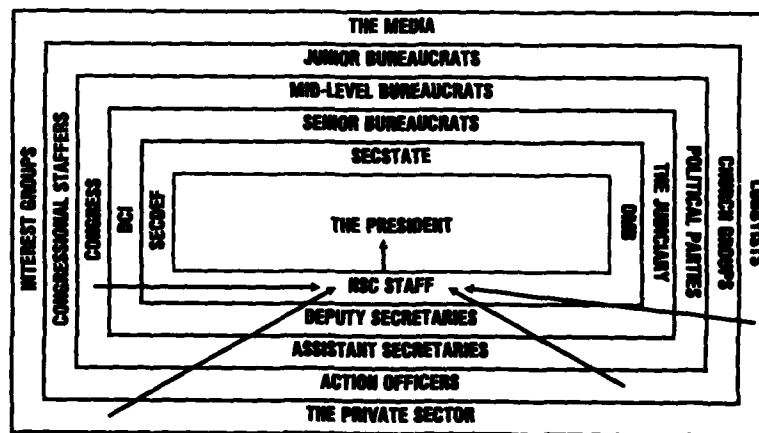 THE MEDIA
JUNIOR BUREAUCRATS
MID-LEVEL BUREAUCRATS
SENIOR BUREAUCRATS
SECSTATE
INTEREST GROUPS
CONGRESSIONAL STAFFERS
CONGRESS
DCI
SECDEF
THE PRESIDENT
OMB
THE JUDICIARY
POLITICAL PARTIES
CHURCH GROUPS
LOBBYISTS
NSC STAFF
DEPUTY SECRETARIES
ASSISTANT SECRETARIES
ACTION OFFICERS
THE PRIVATE SECTOR